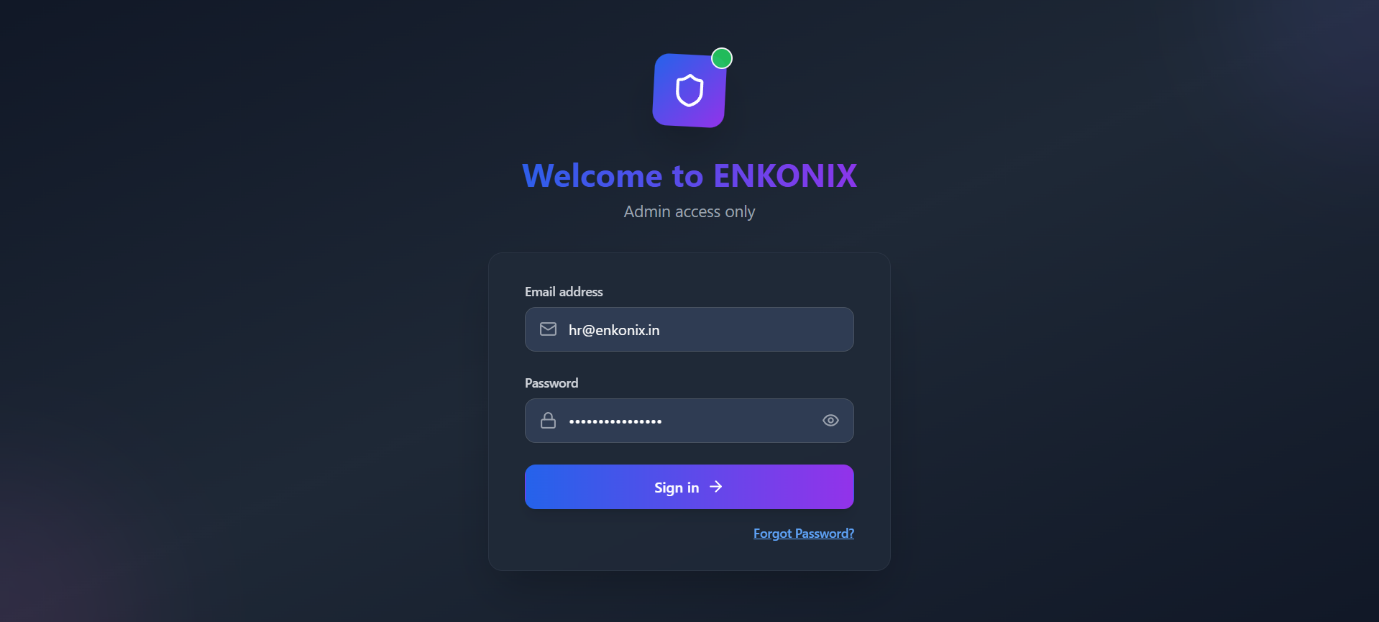 Welcome to ENKONIX
Admin access only
Email address
hr@enkonix.in
Password
••••••••••••••••
Sign in →
Forgot Password?